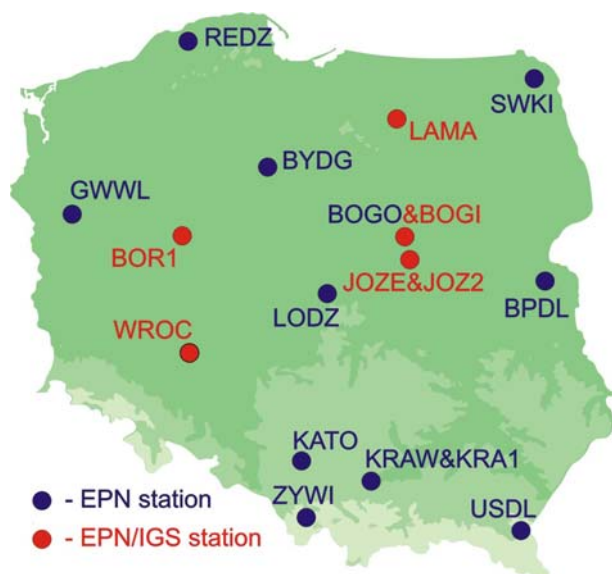 REDZ
SWKI
LAMA
BYDG
GWWL
BOGO&BOGI
BOR1
JOZE&JOZ2
BPDL
LODZ
WROC
KATO
KRAW&KRA1
ZYWI
USDL
- EPN station
- EPN/IGS station